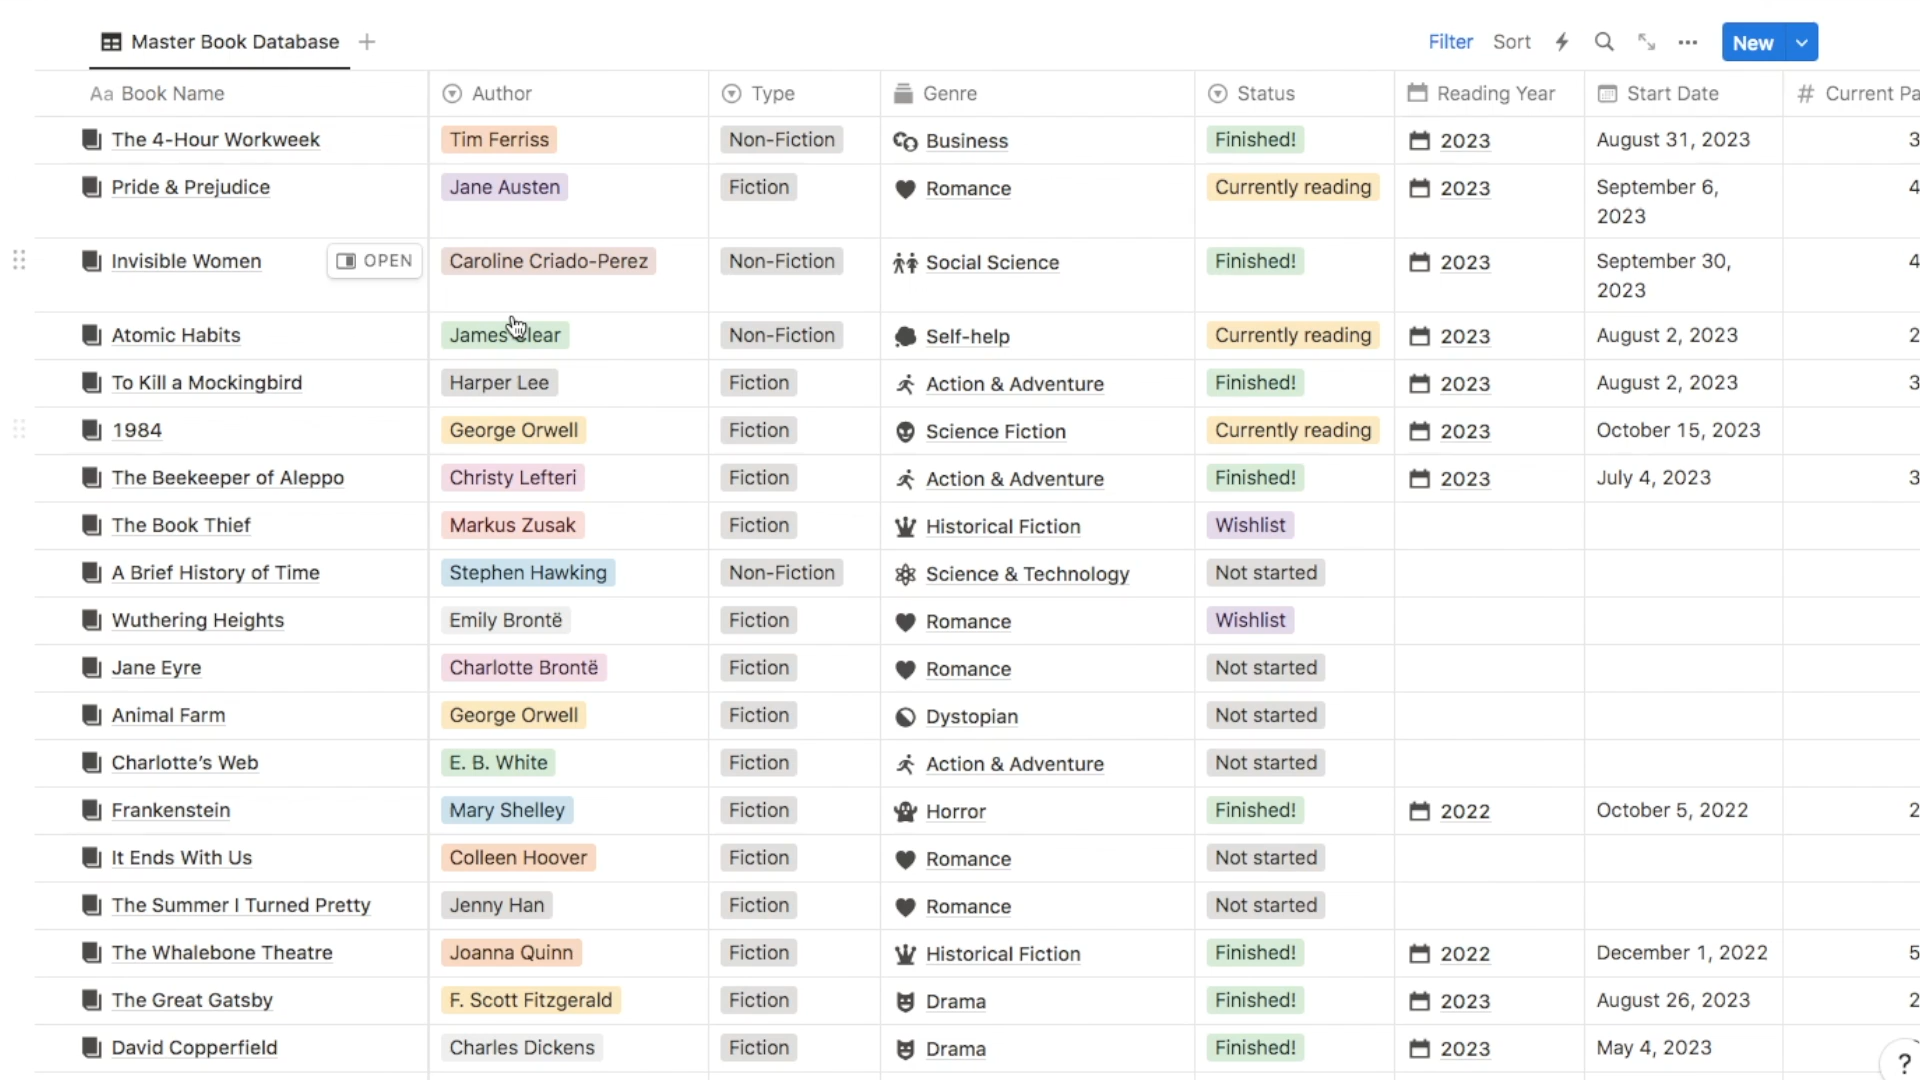 Master Book Database
Filter Sort New
Aa Book Name Author Type Genre Status Reading Year Start Date # Current Pa
The 4-Hour Workweek Tim Ferriss Non-Fiction Business Finished! 2023 August 31, 2023 3
Pride & Prejudice Jane Austen Fiction Romance Currently reading 2023 September 6, 4
2023
Invisible Women OPEN Caroline Criado-Perez Non-Fiction Social Science Finished! 2023 September 30, 4
2023
Atomic Habits James Clear Non-Fiction Self-help Currently reading 2023 August 2, 2023 2
To Kill a Mockingbird Harper Lee Fiction Action & Adventure Finished! 2023 August 2, 2023 3
1984 George Orwell Fiction Science Fiction Currently reading 2023 October 15, 2023
The Beekeeper of Aleppo Christy Lefteri Fiction Action & Adventure Finished! 2023 July 4, 2023 3
The Book Thief Markus Zusak Fiction Historical Fiction Wishlist
A Brief History of Time Stephen Hawking Non-Fiction Science & Technology Not started
Wuthering Heights Emily Brontë Fiction Romance Wishlist
Jane Eyre Charlotte Brontë Fiction Romance Not started
Animal Farm George Orwell Fiction Dystopian Not started
Charlotte’s Web E. B. White Fiction Action & Adventure Not started
Frankenstein Mary Shelley Fiction Horror Finished! 2022 October 5, 2022 2
It Ends With Us Colleen Hoover Fiction Romance Not started
The Summer I Turned Pretty Jenny Han Fiction Romance Not started
The Whalebone Theatre Joanna Quinn Fiction Historical Fiction Finished! 2022 December 1, 2022 5
The Great Gatsby F. Scott Fitzgerald Fiction Drama Finished! 2023 August 26, 2023 2
David Copperfield Charles Dickens Fiction Drama Finished! 2023 May 4, 2023
?